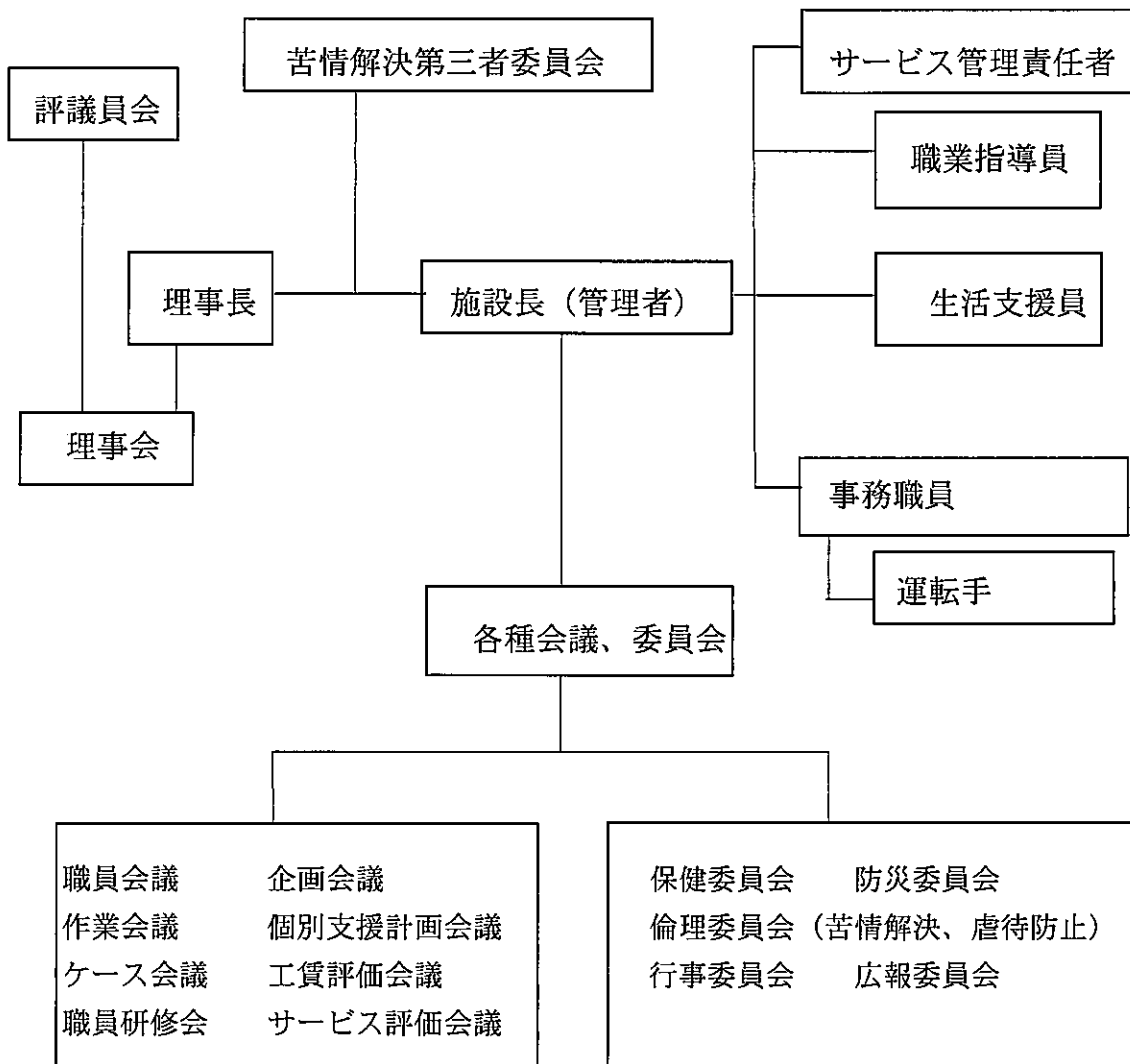 苦情解決第三者委員会
サービス管理責任者
評議員会
職業指導員
理事長
施設長（管理者）
生活支援員
理事会
事務職員
運転手
各種会議、委員会
職員会議　企画会議
作業会議　個別支援計画会議
ケース会議　工賃評価会議
職員研修会　サービス評価会議
保健委員会　防災委員会
倫理委員会（苦情解決、虐待防止）
行事委員会　広報委員会